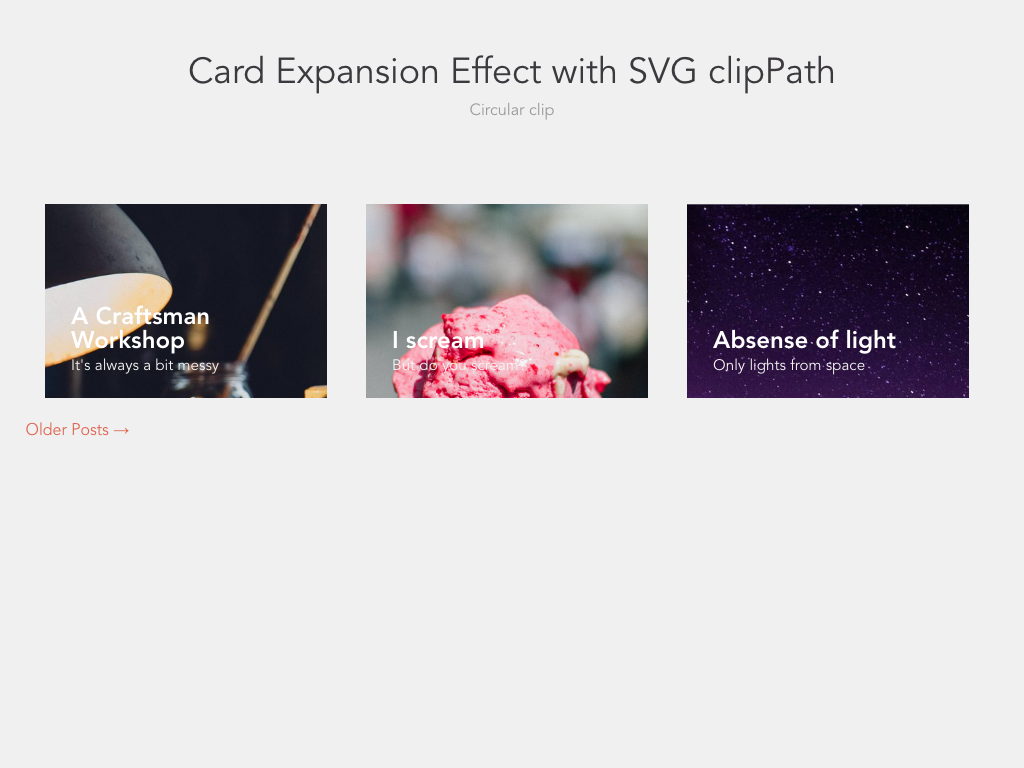 Card Expansion Effect with SVG clipPath
Circular clip
A Craftsman
Workshop
It's always a bit messy
I scream
But do you scream?
Absense of light
Only lights from space
Older Posts →